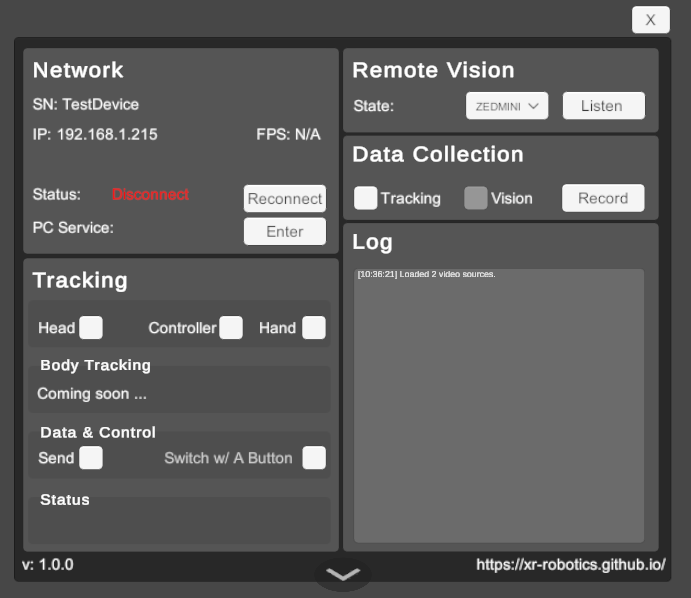 X
Network
SN: TestDevice
IP: 192.168.1.215 FPS: N/A
Status: Disconnect Reconnect
PC Service: Enter
Tracking
Head Controller Hand
Body Tracking
Coming soon ...
Data & Control
Send Switch w/ A Button
Status
Remote Vision
State: ZEDMINI Listen
Data Collection
Tracking Vision Record
Log
[10:36:21] Loaded 2 video sources.
v: 1.0.0 https://xr-robotics.github.io/